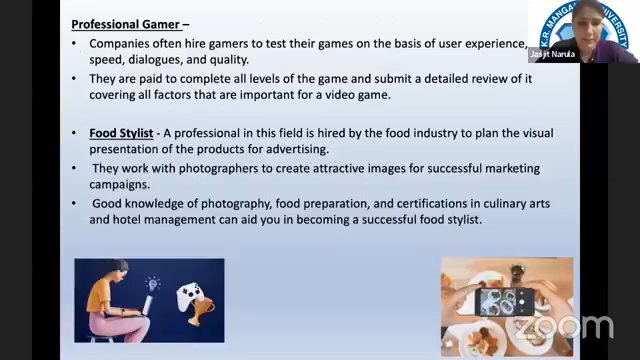 Professional Gamer –
• Companies often hire gamers to test their games on the basis of user experience,
speed, dialogues, and quality.
• They are paid to complete all levels of the game and submit a detailed review of it
covering all factors that are important for a video game.
• Food Stylist - A professional in this field is hired by the food industry to plan the visual
presentation of the products for advertising.
• They work with photographers to create attractive images for successful marketing
campaigns.
• Good knowledge of photography, food preparation, and certifications in culinary arts
and hotel management can aid you in becoming a successful food stylist.
K.R. MANGA
UNIVERSITY
Jasjit Narula
zoom